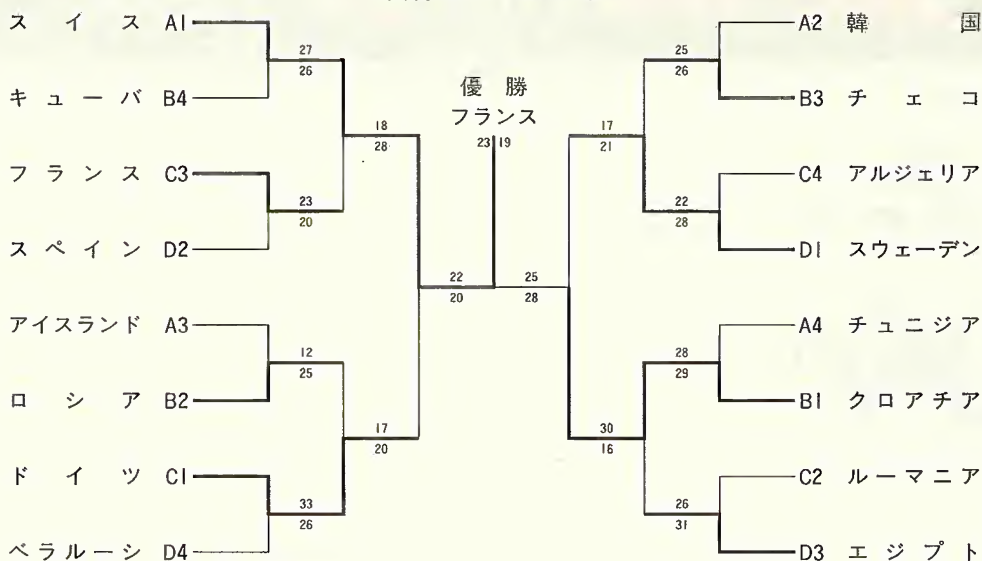 スイス A1
27
26
キューバ B4
18
28
フランス C3
23
20
スペイン D2
22
20
アイスランド A3
12
25
ロシア B2
17
20
ドイツ C1
33
26
ベラルーシ D4
優勝
フランス
23 19
A2 韓国
25
26
B3 チェコ
17
21
C4 アルジェリア
22
28
D1 スウェーデン
25
28
A4 チュニジア
28
29
B1 クロアチア
30
16
C2 ルーマニア
26
31
D3 エジプト